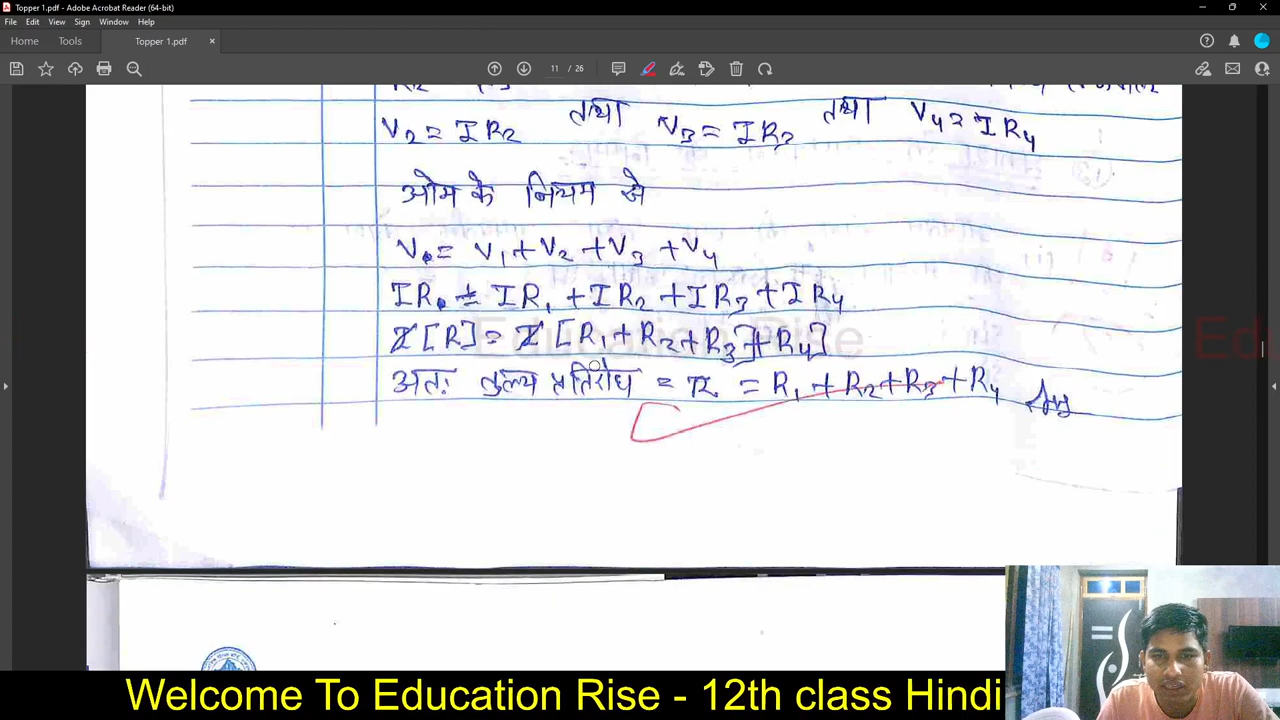 Topper 1.pdf - Adobe Acrobat Reader (64-bit)
File Edit View Sign Window Help
Home Tools Topper 1.pdf ×
11 / 26
V₂ = IR₂ तथा V₃ = IR₃ तथा V₄ = IR₄
ओम के नियम से
V = V₁ + V₂ + V₃ + V₄
IR = IR₁ + IR₂ + IR₃ + IR₄
I [R] = I [R₁ + R₂ + R₃] + R₄]
Education Rise
अतः तुल्य प्रतिरोध = R = R₁ + R₂ + R₃ + R₄ Ans
Welcome To Education Rise - 12th class Hindi